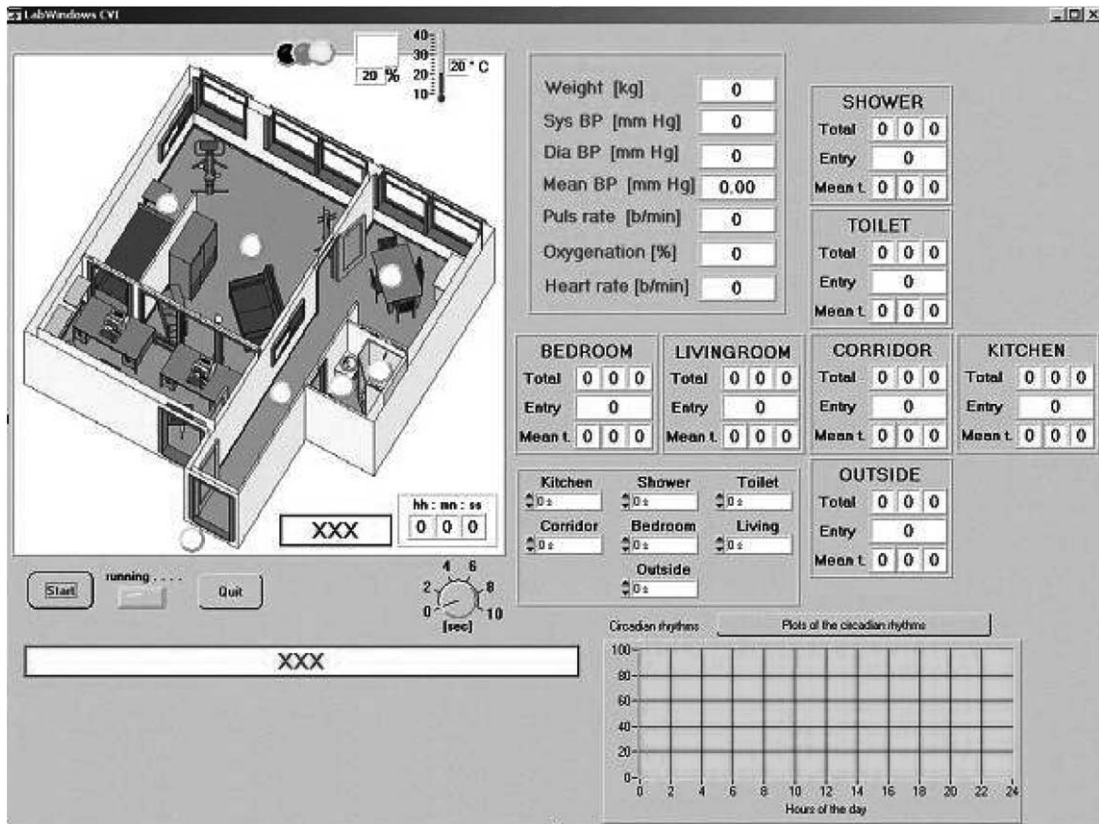 LabWindows CVI
20 %
40
30
20
10
20 ° C
XXX
hh : mn : ss
0 0 0
Weight [kg] 0
Sys BP [mm Hg] 0
Dia BP [mm Hg] 0
Mean BP [mm Hg] 0.00
Puls rate [b/min] 0
Oxygenation [%] 0
Heart rate [b/min] 0
SHOWER
Total 0 0 0
Entry 0
Mean t. 0 0 0
TOILET
Total 0 0 0
Entry 0
Mean t. 0 0 0
BEDROOM
Total 0 0 0
Entry 0
Mean t. 0 0 0
LIVINGROOM
Total 0 0 0
Entry 0
Mean t. 0 0 0
CORRIDOR
Total 0 0 0
Entry 0
Mean t. 0 0 0
KITCHEN
Total 0 0 0
Entry 0
Mean t. 0 0 0
OUTSIDE
Total 0 0 0
Entry 0
Mean t. 0 0 0
Kitchen Shower Toilet
0 s 0 s 0 s
Corridor Bedroom Living
0 s 0 s 0 s
Outside
0 s
Start
running . . . .
Quit
0 2 4 6 8 10
[sec]
XXX
Circadian rhythms
Plots of the circadian rhythms
100
80
60
40
20
0
0 2 4 6 8 10 12 14 16 18 20 22 24
Hours of the day